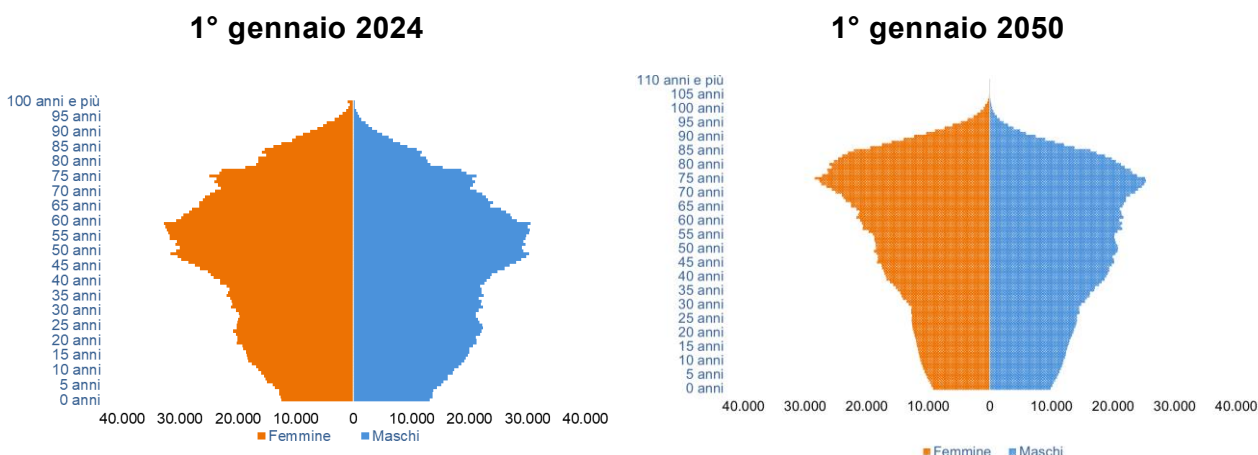 1° gennaio 2024
100 anni e più
95 anni
90 anni
85 anni
80 anni
75 anni
70 anni
65 anni
60 anni
55 anni
50 anni
45 anni
40 anni
35 anni
30 anni
25 anni
20 anni
15 anni
10 anni
5 anni
0 anni
40.000 30.000 20.000 10.000 0 10.000 20.000 30.000 40.000
Femmine Maschi
1° gennaio 2050
110 anni e più
105 anni
100 anni
95 anni
90 anni
85 anni
80 anni
75 anni
70 anni
65 anni
60 anni
55 anni
50 anni
45 anni
40 anni
35 anni
30 anni
25 anni
20 anni
15 anni
10 anni
5 anni
0 anni
40.000 30.000 20.000 10.000 0 10.000 20.000 30.000 40.000
Femmine Maschi